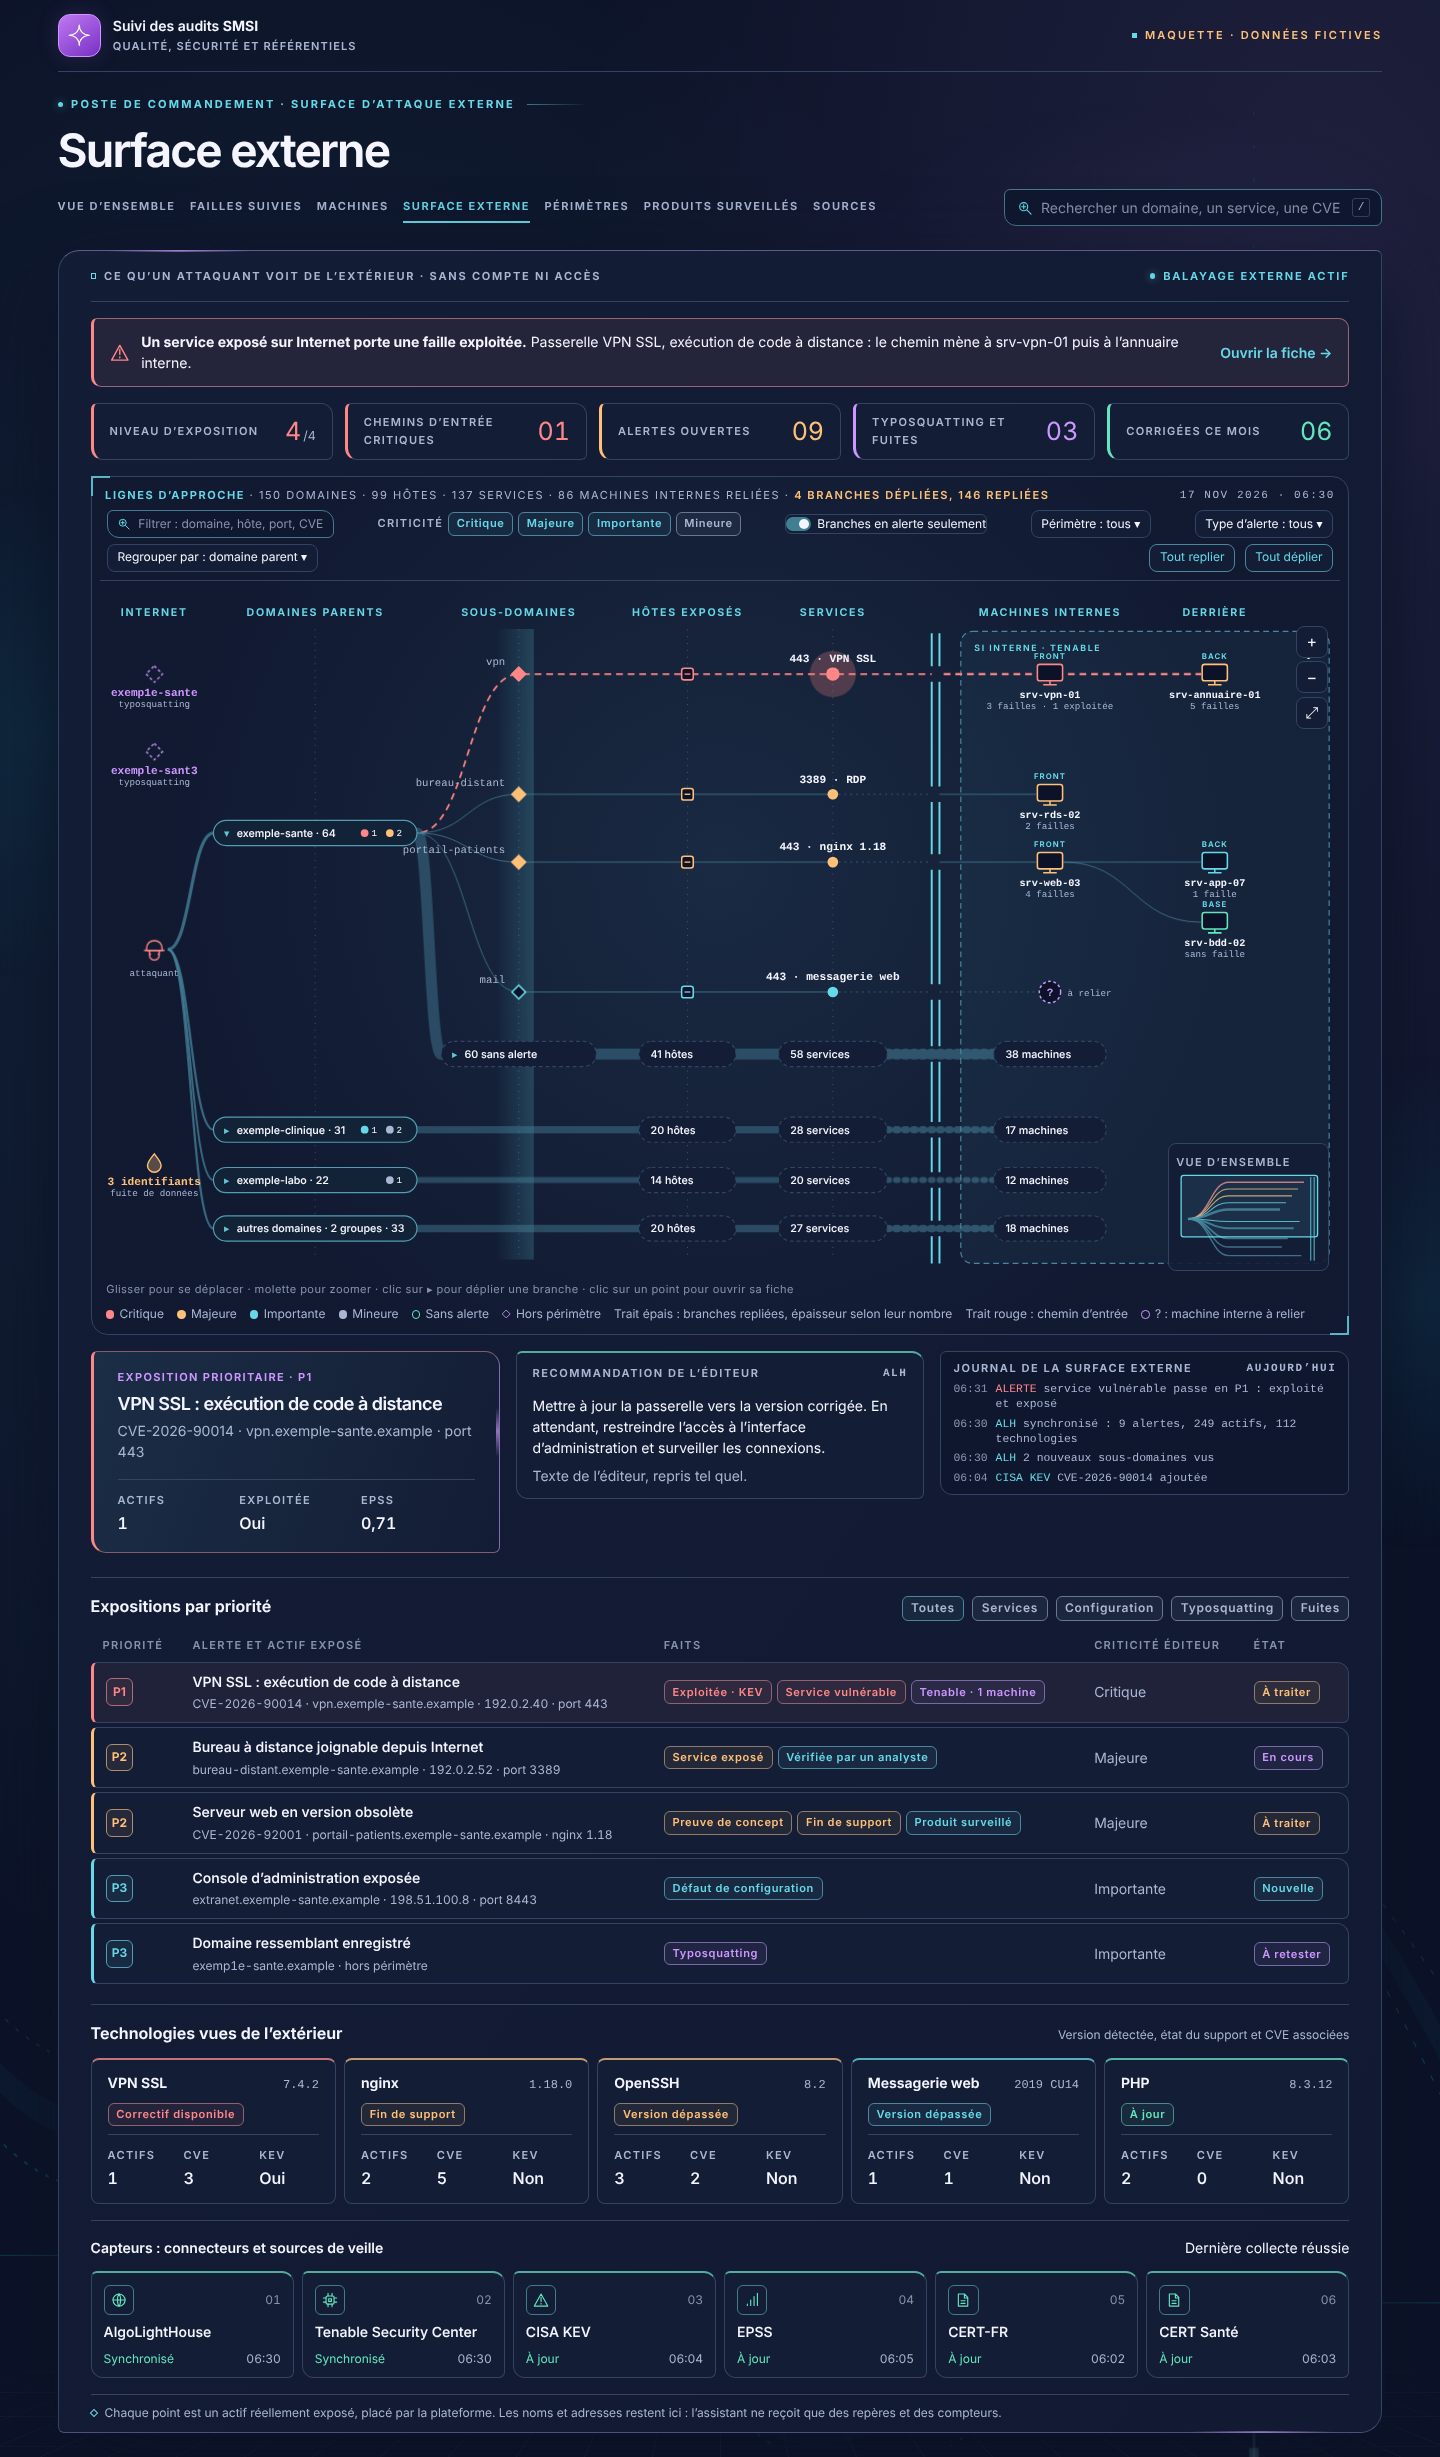 Suivi des audits SMSI
QUALITÉ, SÉCURITÉ ET RÉFÉRENTIELS
MAQUETTE · DONNÉES FICTIVES
POSTE DE COMMANDEMENT · SURFACE D’ATTAQUE EXTERNE
Surface externe
VUE D’ENSEMBLE FAILLES SUIVIES MACHINES SURFACE EXTERNE PÉRIMÈTRES PRODUITS SURVEILLÉS SOURCES
Rechercher un domaine, un service, une CVE /
CE QU’UN ATTAQUANT VOIT DE L’EXTÉRIEUR · SANS COMPTE NI ACCÈS
BALAYAGE EXTERNE ACTIF
Un service exposé sur Internet porte une faille exploitée. Passerelle VPN SSL, exécution de code à distance : le chemin mène à srv-vpn-01 puis à l’annuaire
interne.
Ouvrir la fiche →
NIVEAU D’EXPOSITION 4/4
CHEMINS D’ENTRÉE
CRITIQUES
01
ALERTES OUVERTES 09
TYPOSQUATTING ET
FUITES
03
CORRIGÉES CE MOIS 06
LIGNES D’APPROCHE · 150 DOMAINES · 99 HÔTES · 137 SERVICES · 86 MACHINES INTERNES RELIÉES · 4 BRANCHES DÉPLIÉES, 146 REPLIÉES
17 NOV 2026 · 06:30
Filtrer : domaine, hôte, port, CVE
CRITICITÉ Critique Majeure Importante Mineure
Branches en alerte seulement
Périmètre : tous ▾
Type d’alerte : tous ▾
Regrouper par : domaine parent ▾
Tout replier Tout déplier
INTERNET DOMAINES PARENTS SOUS-DOMAINES HÔTES EXPOSÉS SERVICES MACHINES INTERNES DERRIÈRE
+
−
SI INTERNE · TENABLE
vpn
443 · VPN SSL
FRONT
srv-vpn-01
3 failles · 1 exploitée
BACK
srv-annuaire-01
5 failles
exemp1e-sante
typosquatting
exemple-sant3
typosquatting
bureau-distant
3389 · RDP
FRONT
srv-rds-02
2 failles
▾ exemple-sante · 64 1 2
portail-patients
443 · nginx 1.18
FRONT
srv-web-03
4 failles
BACK
srv-app-07
1 faille
BASE
srv-bdd-02
sans faille
attaquant
mail
443 · messagerie web
? à relier
▸ 60 sans alerte 41 hôtes 58 services 38 machines
▸ exemple-clinique · 31 1 2 20 hôtes 28 services 17 machines
3 identifiants
fuite de données
▸ exemple-labo · 22 1 14 hôtes 20 services 12 machines
▸ autres domaines · 2 groupes · 33 20 hôtes 27 services 18 machines
VUE D’ENSEMBLE
Glisser pour se déplacer · molette pour zoomer · clic sur ▸ pour déplier une branche · clic sur un point pour ouvrir sa fiche
Critique Majeure Importante Mineure Sans alerte Hors périmètre Trait épais : branches repliées, épaisseur selon leur nombre Trait rouge : chemin d’entrée ? : machine interne à relier
EXPOSITION PRIORITAIRE · P1
VPN SSL : exécution de code à distance
CVE-2026-90014 · vpn.exemple-sante.example · port
443
ACTIFS EXPLOITÉE EPSS
1 Oui 0,71
RECOMMANDATION DE L’ÉDITEUR ALH
Mettre à jour la passerelle vers la version corrigée. En
attendant, restreindre l’accès à l’interface
d’administration et surveiller les connexions.
Texte de l’éditeur, repris tel quel.
JOURNAL DE LA SURFACE EXTERNE AUJOURD’HUI
06:31 ALERTE service vulnérable passe en P1 : exploité
et exposé
06:30 ALH synchronisé : 9 alertes, 249 actifs, 112
technologies
06:30 ALH 2 nouveaux sous-domaines vus
06:04 CISA KEV CVE-2026-90014 ajoutée
Expositions par priorité
Toutes Services Configuration Typosquatting Fuites
PRIORITÉ ALERTE ET ACTIF EXPOSÉ FAITS CRITICITÉ ÉDITEUR ÉTAT
P1 VPN SSL : exécution de code à distance
CVE-2026-90014 · vpn.exemple-sante.example · 192.0.2.40 · port 443
Exploitée · KEV Service vulnérable Tenable · 1 machine Critique À traiter
P2 Bureau à distance joignable depuis Internet
bureau-distant.exemple-sante.example · 192.0.2.52 · port 3389
Service exposé Vérifiée par un analyste Majeure En cours
P2 Serveur web en version obsolète
CVE-2026-92001 · portail-patients.exemple-sante.example · nginx 1.18
Preuve de concept Fin de support Produit surveillé Majeure À traiter
P3 Console d’administration exposée
extranet.exemple-sante.example · 198.51.100.8 · port 8443
Défaut de configuration Importante Nouvelle
P3 Domaine ressemblant enregistré
exemp1e-sante.example · hors périmètre
Typosquatting Importante À retester
Technologies vues de l’extérieur
Version détectée, état du support et CVE associées
VPN SSL 7.4.2
Correctif disponible
ACTIFS CVE KEV
1 3 Oui
nginx 1.18.0
Fin de support
ACTIFS CVE KEV
2 5 Non
OpenSSH 8.2
Version dépassée
ACTIFS CVE KEV
3 2 Non
Messagerie web 2019 CU14
Version dépassée
ACTIFS CVE KEV
1 1 Non
PHP 8.3.12
À jour
ACTIFS CVE KEV
2 0 Non
Capteurs : connecteurs et sources de veille
Dernière collecte réussie
01
AlgoLightHouse
Synchronisé 06:30
02
Tenable Security Center
Synchronisé 06:30
03
CISA KEV
À jour 06:04
04
EPSS
À jour 06:05
05
CERT-FR
À jour 06:02
06
CERT Santé
À jour 06:03
Chaque point est un actif réellement exposé, placé par la plateforme. Les noms et adresses restent ici : l’assistant ne reçoit que des repères et des compteurs.